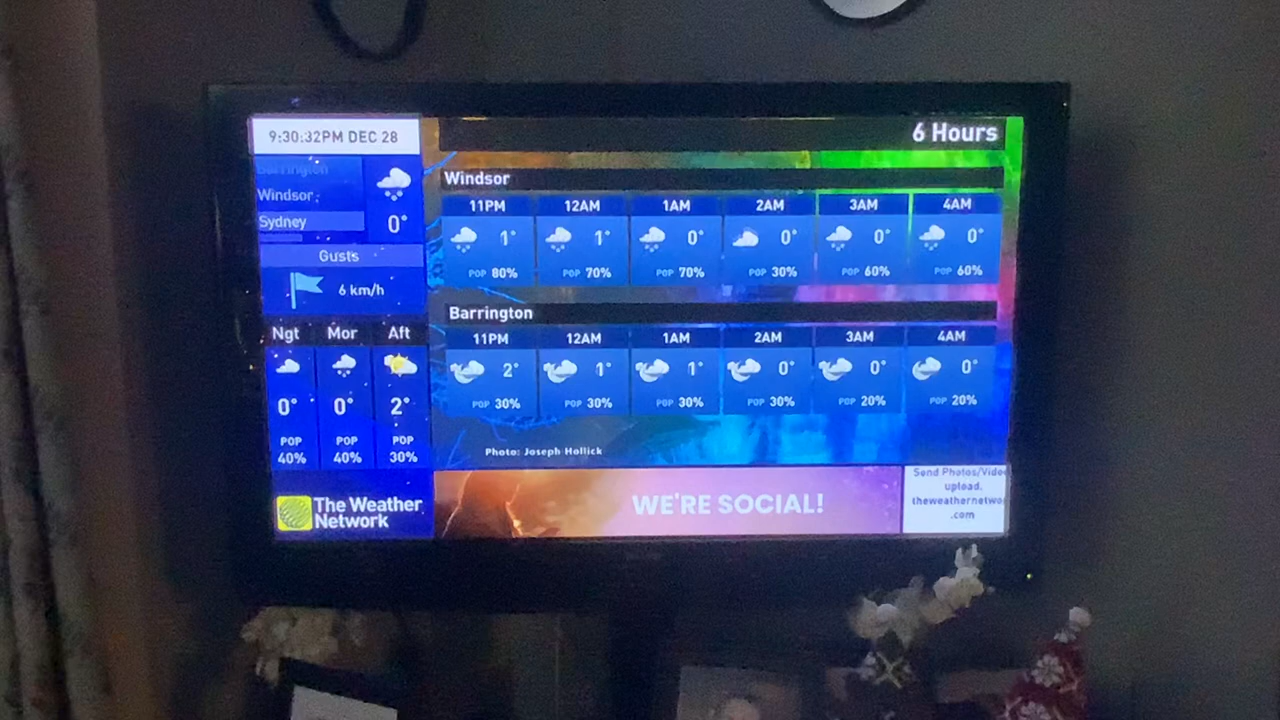 9:30:32PM DEC 28
6 Hours
Barrington
Windsor
Sydney
0°
Gusts
6 km/h
Ngt Mor Aft
0° 0° 2°
POP POP POP
40% 40% 30%
The Weather
Network
Windsor
11PM 12AM 1AM 2AM 3AM 4AM
1° 1° 0° 0° 0° 0°
POP 80% POP 70% POP 70% POP 30% POP 60% POP 60%
Barrington
11PM 12AM 1AM 2AM 3AM 4AM
2° 1° 1° 0° 0° 0°
POP 30% POP 30% POP 30% POP 30% POP 20% POP 20%
Photo: Joseph Hollick
WE'RE SOCIAL!
Send Photos/Video
upload.
theweathernetwo
.com